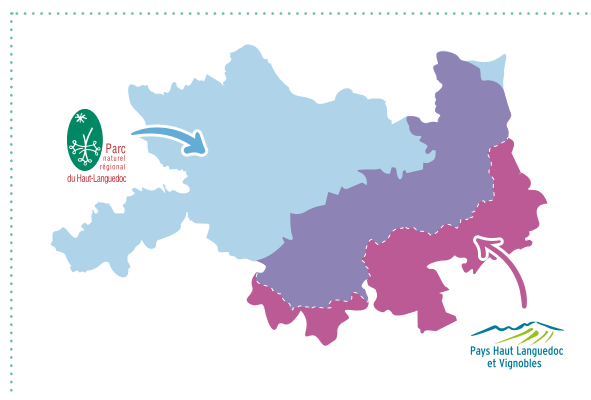 Parc
naturel
régional
du Haut-Languedoc
Pays Haut Languedoc
et Vignobles